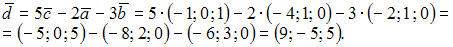 d̅ = 5c̅ − 2a̅ − 3b̅ = 5·(−1;0;1) − 2·(−4;1;0) − 3·(−2;1;0) =
= (−5;0;5) − (−8;2;0) − (−6;3;0) = (9;−5;5).